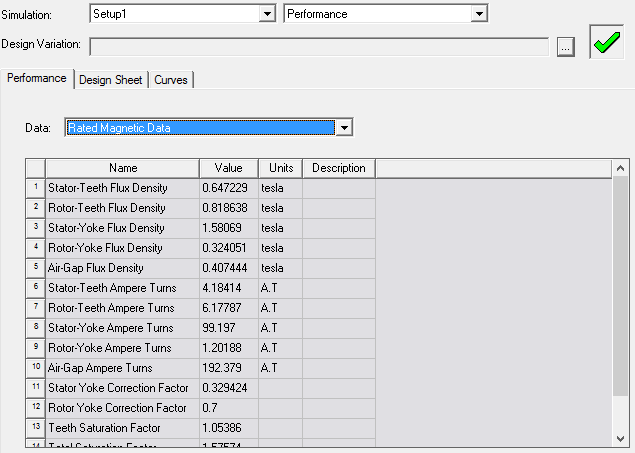 Simulation: Setup1 Performance
Design Variation: ...
Performance Design Sheet Curves
Data: Rated Magnetic Data
Name Value Units Description
1 Stator-Teeth Flux Density 0.647229 tesla
2 Rotor-Teeth Flux Density 0.818638 tesla
3 Stator-Yoke Flux Density 1.58069 tesla
4 Rotor-Yoke Flux Density 0.324051 tesla
5 Air-Gap Flux Density 0.407444 tesla
6 Stator-Teeth Ampere Turns 4.18414 A.T
7 Rotor-Teeth Ampere Turns 6.17787 A.T
8 Stator-Yoke Ampere Turns 99.197 A.T
9 Rotor-Yoke Ampere Turns 1.20188 A.T
10 Air-Gap Ampere Turns 192.379 A.T
11 Stator Yoke Correction Factor 0.329424
12 Rotor Yoke Correction Factor 0.7
13 Teeth Saturation Factor 1.05386
14 Total Saturation Factor 1.57574